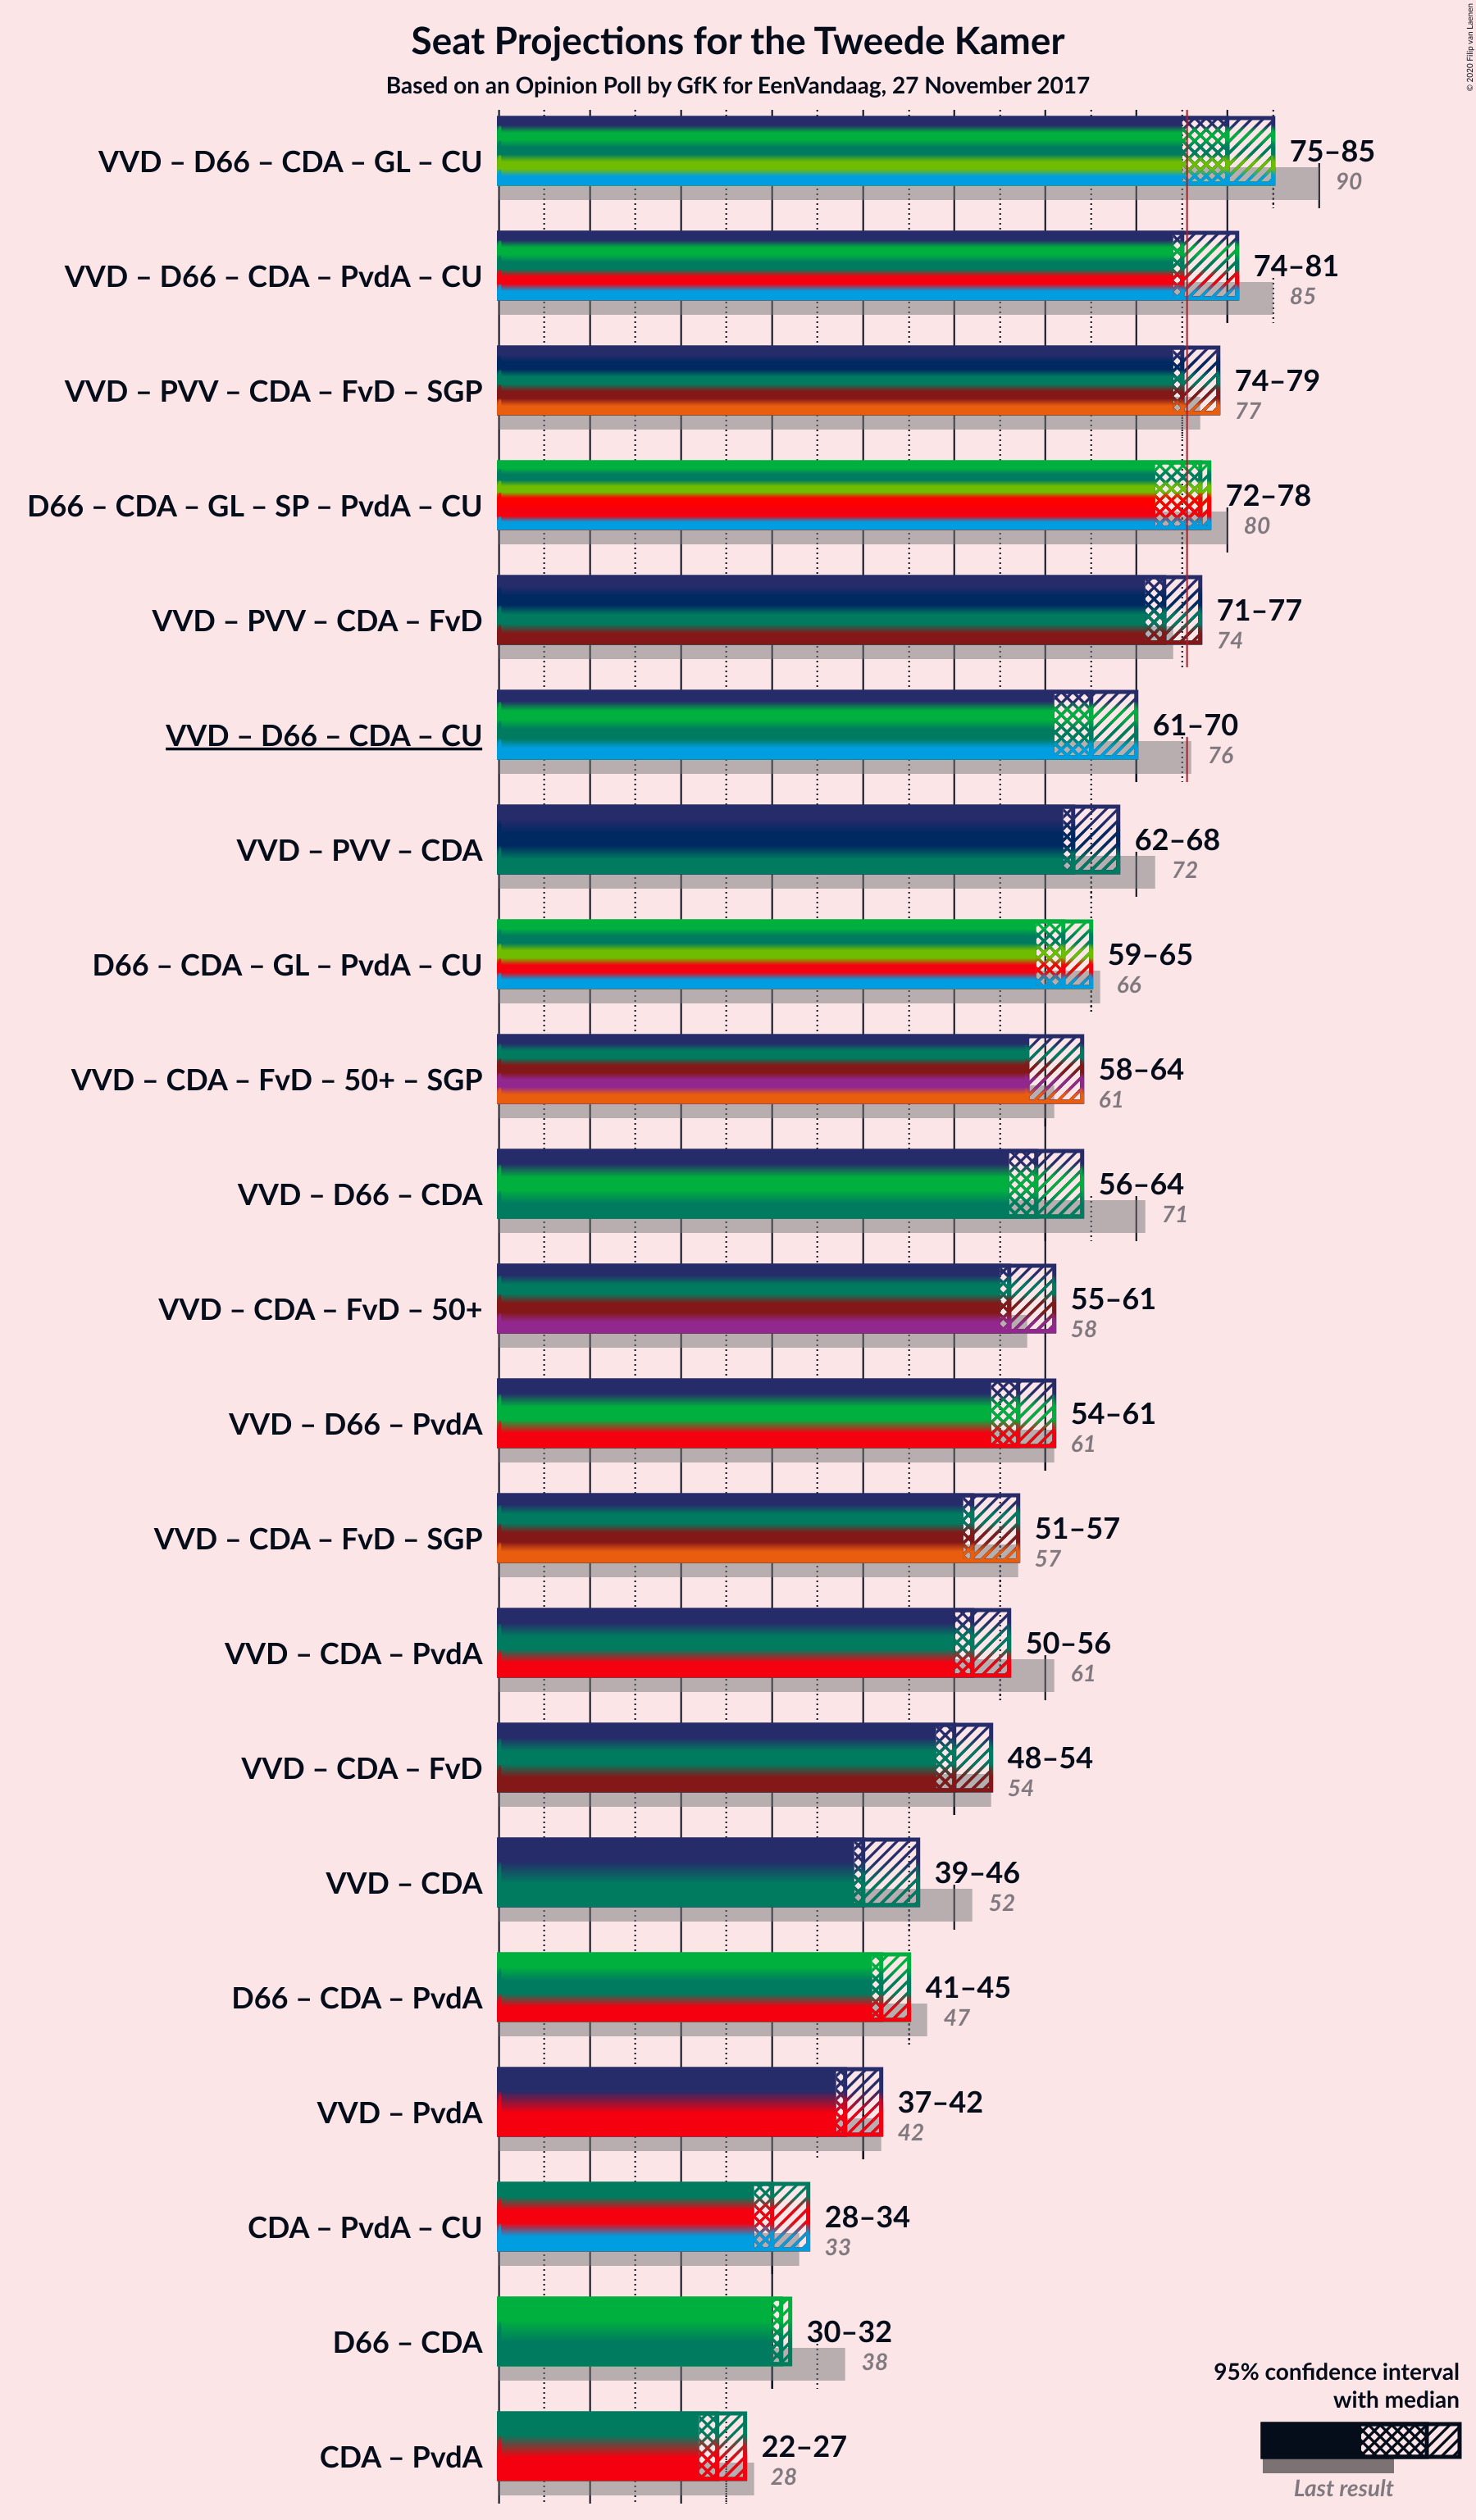 Seat Projections for the Tweede Kamer
Based on an Opinion Poll by GfK for EenVandaag, 27 November 2017
© 2020 Filip van Laenen
VVD – D66 – CDA – GL – CU
75–85
90
VVD – D66 – CDA – PvdA – CU
74–81
85
VVD – PVV – CDA – FvD – SGP
74–79
77
D66 – CDA – GL – SP – PvdA – CU
72–78
80
VVD – PVV – CDA – FvD
71–77
74
VVD – D66 – CDA – CU
61–70
76
VVD – PVV – CDA
62–68
72
D66 – CDA – GL – PvdA – CU
59–65
66
VVD – CDA – FvD – 50+ – SGP
58–64
61
VVD – D66 – CDA
56–64
71
VVD – CDA – FvD – 50+
55–61
58
VVD – D66 – PvdA
54–61
61
VVD – CDA – FvD – SGP
51–57
57
VVD – CDA – PvdA
50–56
61
VVD – CDA – FvD
48–54
54
VVD – CDA
39–46
52
D66 – CDA – PvdA
41–45
47
VVD – PvdA
37–42
42
CDA – PvdA – CU
28–34
33
D66 – CDA
30–32
38
CDA – PvdA
22–27
28
95% confidence interval
with median
Last result